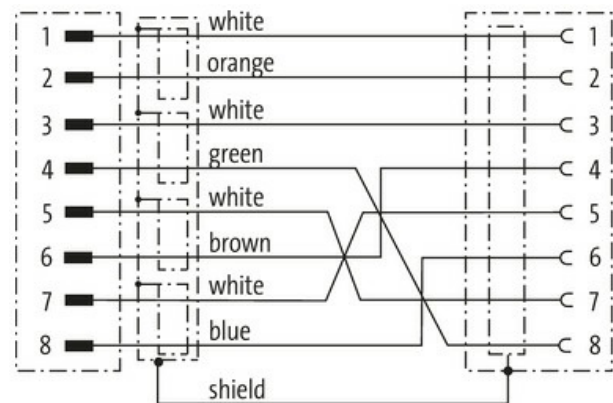 1 white 1
2 orange 2
3 white 3
4 green 4
5 white 5
6 brown 6
7 white 7
8 blue 8
shield